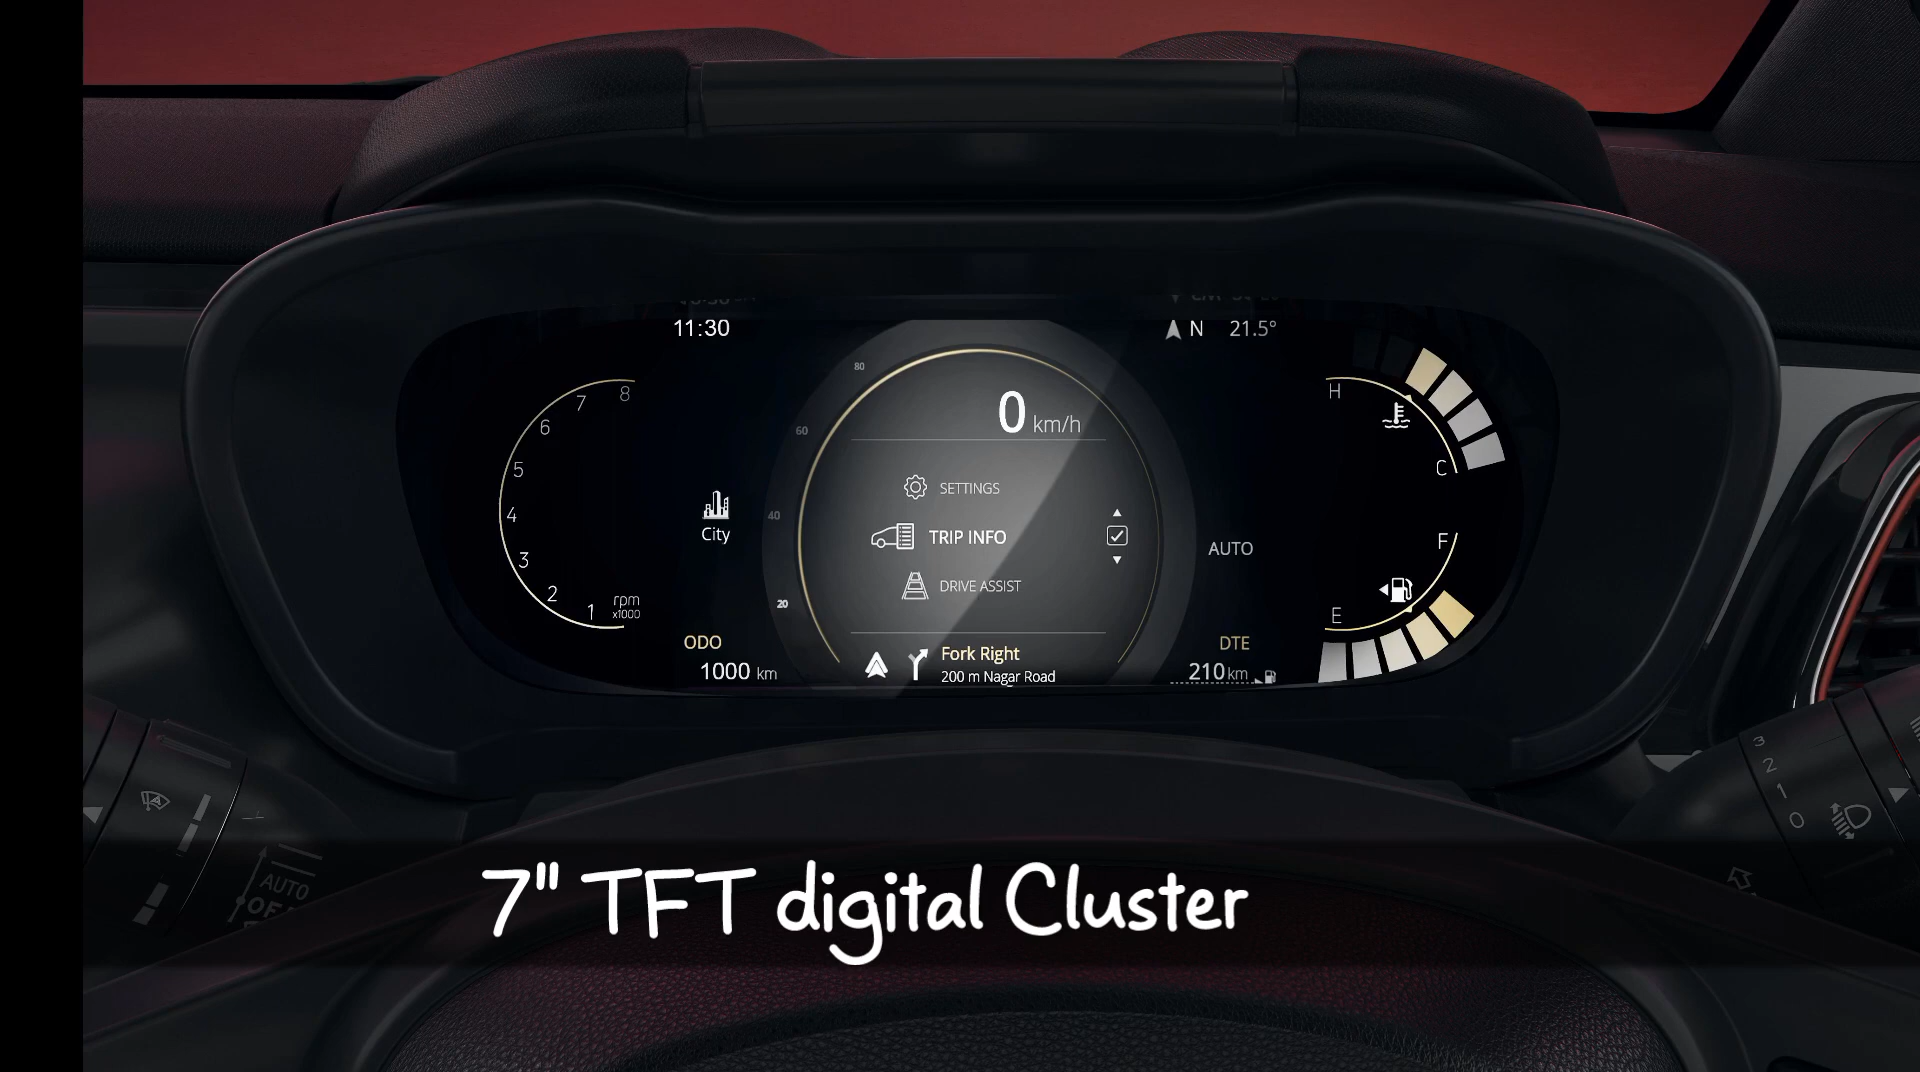 11:30
N 21.5°
8
7
6
5
4
3
2
1
rpm
x1000
City
ODO
1000 km
80
60
40
20
0 km/h
SETTINGS
TRIP INFO
DRIVE ASSIST
Fork Right
200 m Nagar Road
AUTO
DTE
210 km
H
C
F
E
3
2
1
0
AUTO
7" TFT digital Cluster